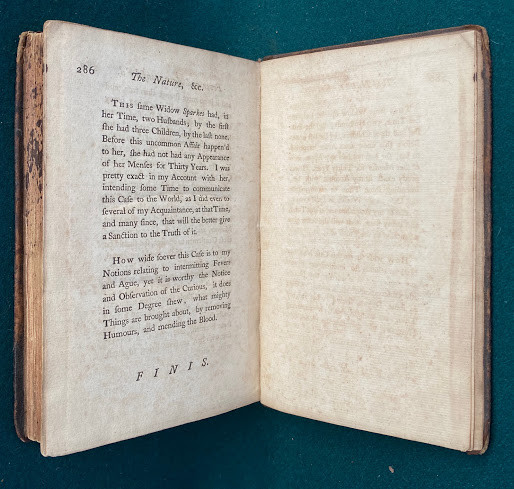 286
The Nature, &c.
THIS ſame Widow Sparkes had, in
her Time, two Huſbands, by the firſt
ſhe had three Children, by the laſt none.
Before this uncommon Aſſiſe happen'd
to her, ſhe had not had any Appearance
of her Menſes for Thirty Years. I was
pretty exact in my Account with her,
intending ſome Time to communicate
this Caſe to the World, as I did even to
ſeveral of my Acquaintance, at that Time,
and many ſince, that will the better give
a Sanction to the Truth of it.
HOW wide ſoever this Caſe is to my
Notions relating to intermitting Fevers
and Ague, yet it is worthy the Notice
and Obſervation of the Curious, it does
in ſome Degree ſhew, what mighty
Things are brought about, by removing
Humours, and mending the Blood.
FINIS.